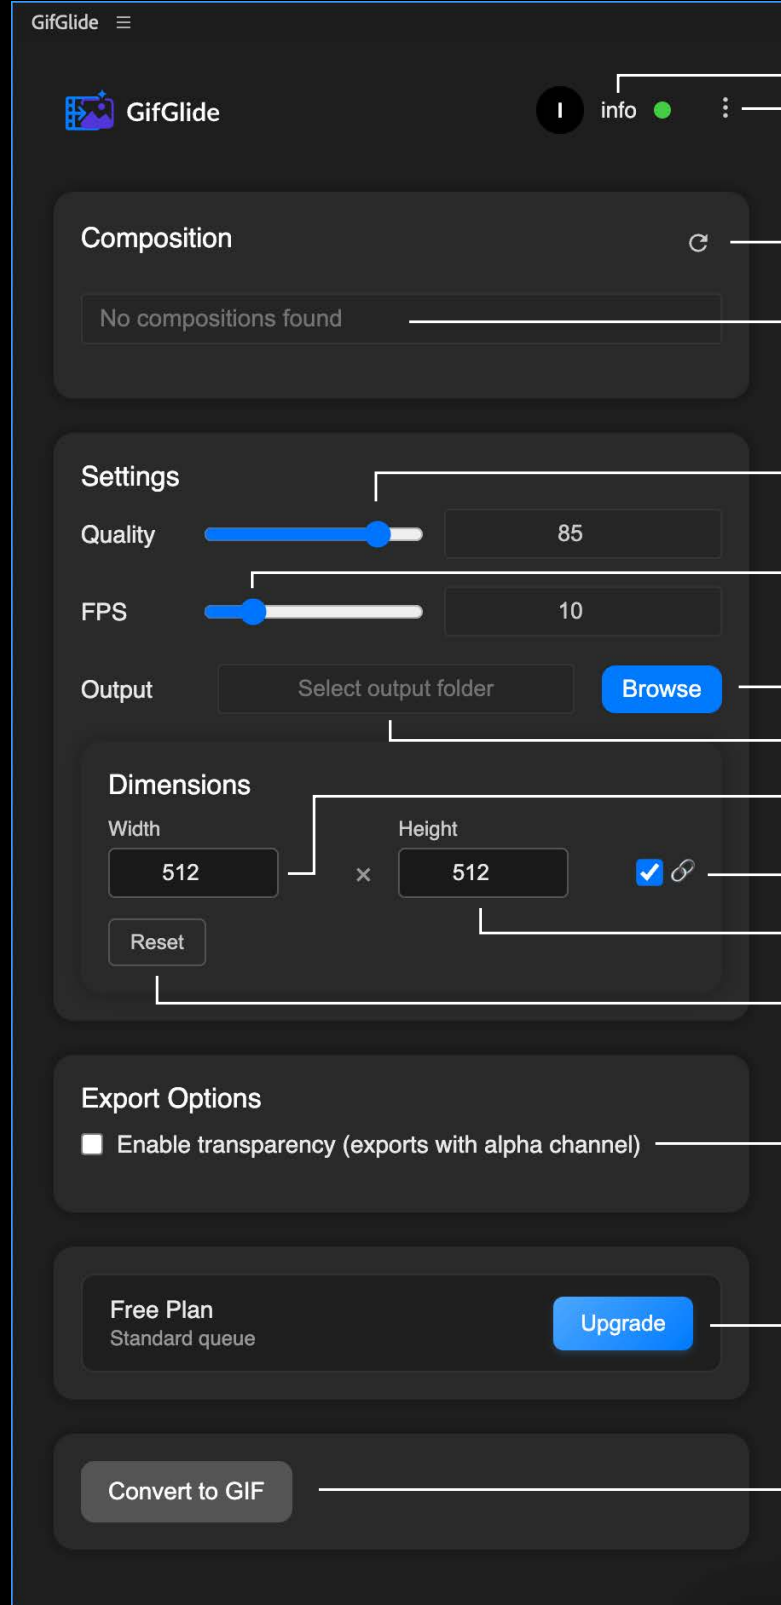 GifGlide
GifGlide
I info
Composition
No compositions found
Settings
Quality 85
FPS 10
Output Select output folder Browse
Dimensions
Width Height
512 × 512
Reset
Export Options
Enable transparency (exports with alpha channel)
Free Plan
Standard queue
Upgrade
Convert to GIF